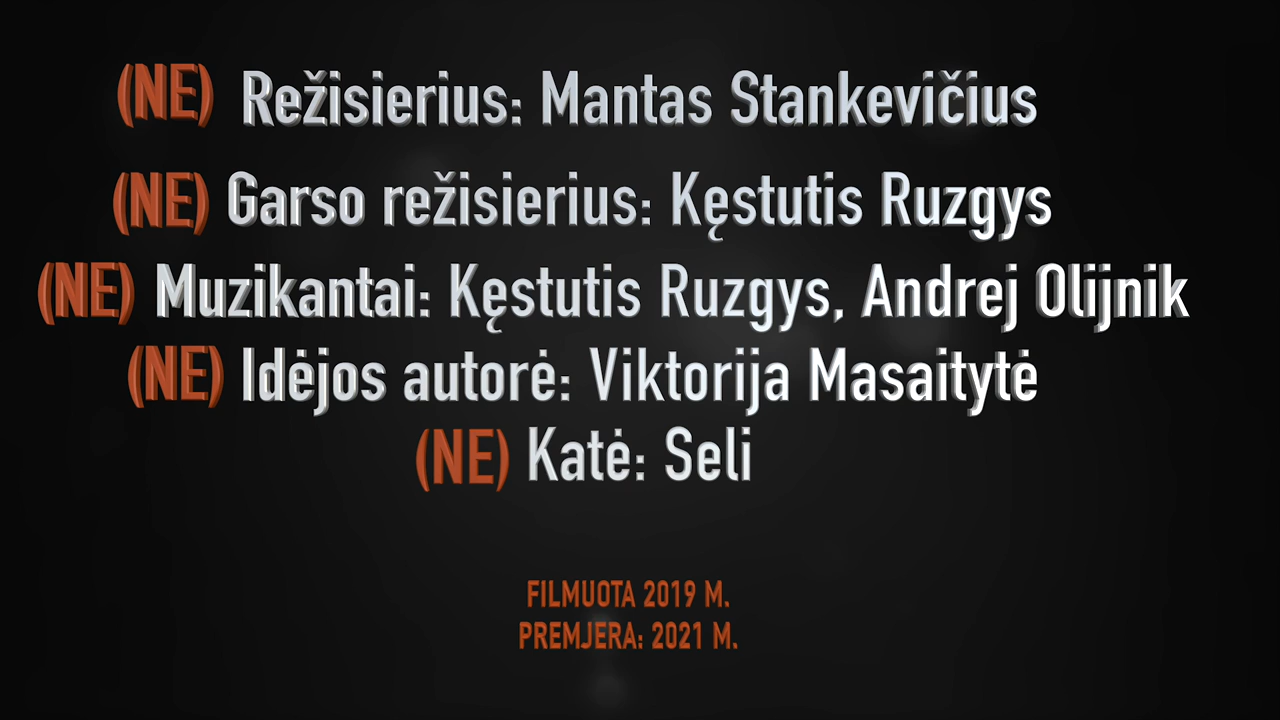 (NE) Režisierius: Mantas Stankevičius
(NE) Garso režisierius: Kęstutis Ruzgys
(NE) Muzikantai: Kęstutis Ruzgys, Andrej Olijnik
(NE) Idėjos autorė: Viktorija Masaitytė
(NE) Katė: Seli
FILMUOTA 2019 M.
PREMJERA: 2021 M.